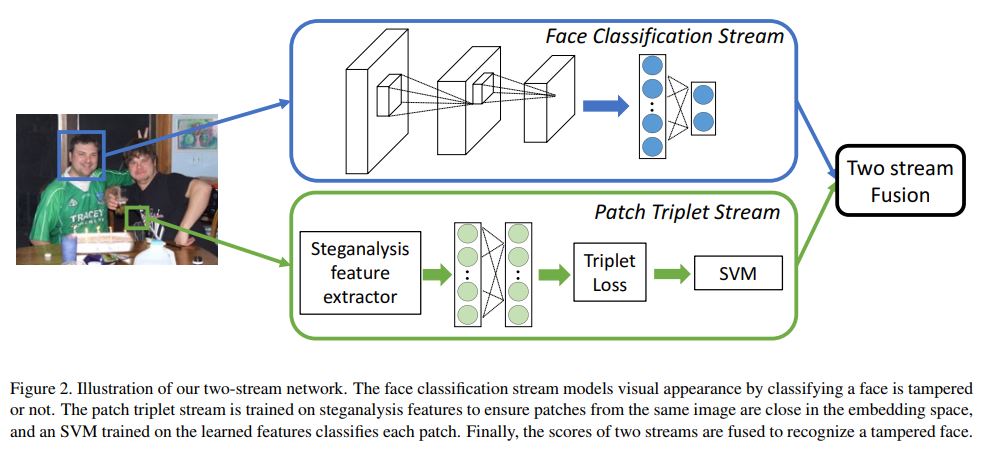 Face Classification Stream
Two stream
Fusion
Patch Triplet Stream
Steganalysis
feature
extractor
Triplet
Loss
SVM
TRACEY
Figure 2. Illustration of our two-stream network. The face classification stream models visual appearance by classifying a face is tampered
or not. The patch triplet stream is trained on steganalysis features to ensure patches from the same image are close in the embedding space,
and an SVM trained on the learned features classifies each patch. Finally, the scores of two streams are fused to recognize a tampered face.